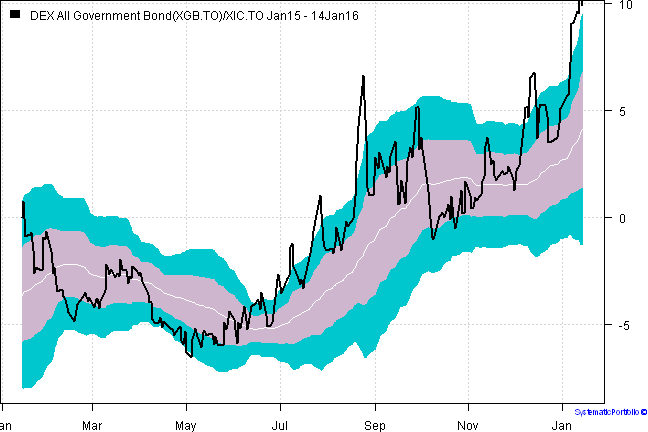 DEX All Government Bond(XGB.TO)/XIC.TO Jan15 - 14Jan16
10
5
0
-5
an Mar May Jul Sep Nov Jan
SystematicPortfolio ©